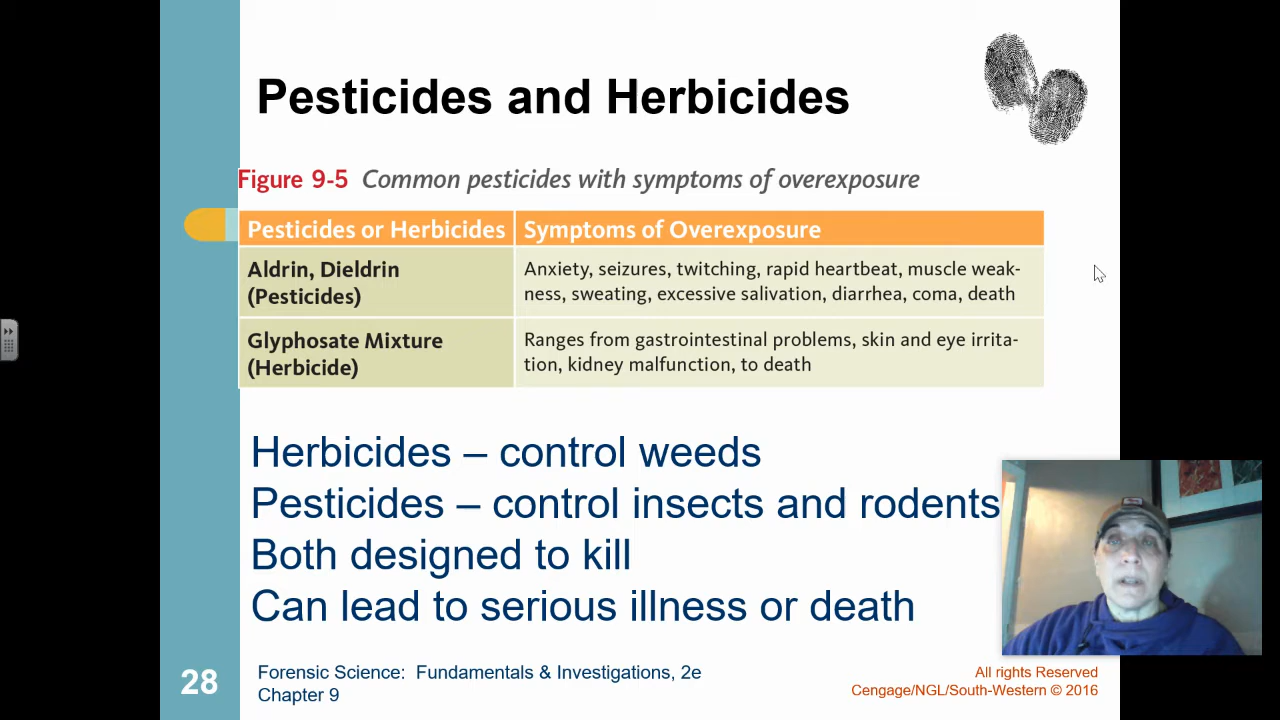 Pesticides and Herbicides
Figure 9-5 Common pesticides with symptoms of overexposure
Pesticides or Herbicides
Symptoms of Overexposure
Aldrin, Dieldrin
(Pesticides)
Anxiety, seizures, twitching, rapid heartbeat, muscle weak-
ness, sweating, excessive salivation, diarrhea, coma, death
Glyphosate Mixture
(Herbicide)
Ranges from gastrointestinal problems, skin and eye irrita-
tion, kidney malfunction, to death
Herbicides – control weeds
Pesticides – control insects and rodents
Both designed to kill
Can lead to serious illness or death
28
Forensic Science: Fundamentals & Investigations, 2e
Chapter 9
All rights Reserved
Cengage/NGL/South-Western © 2016